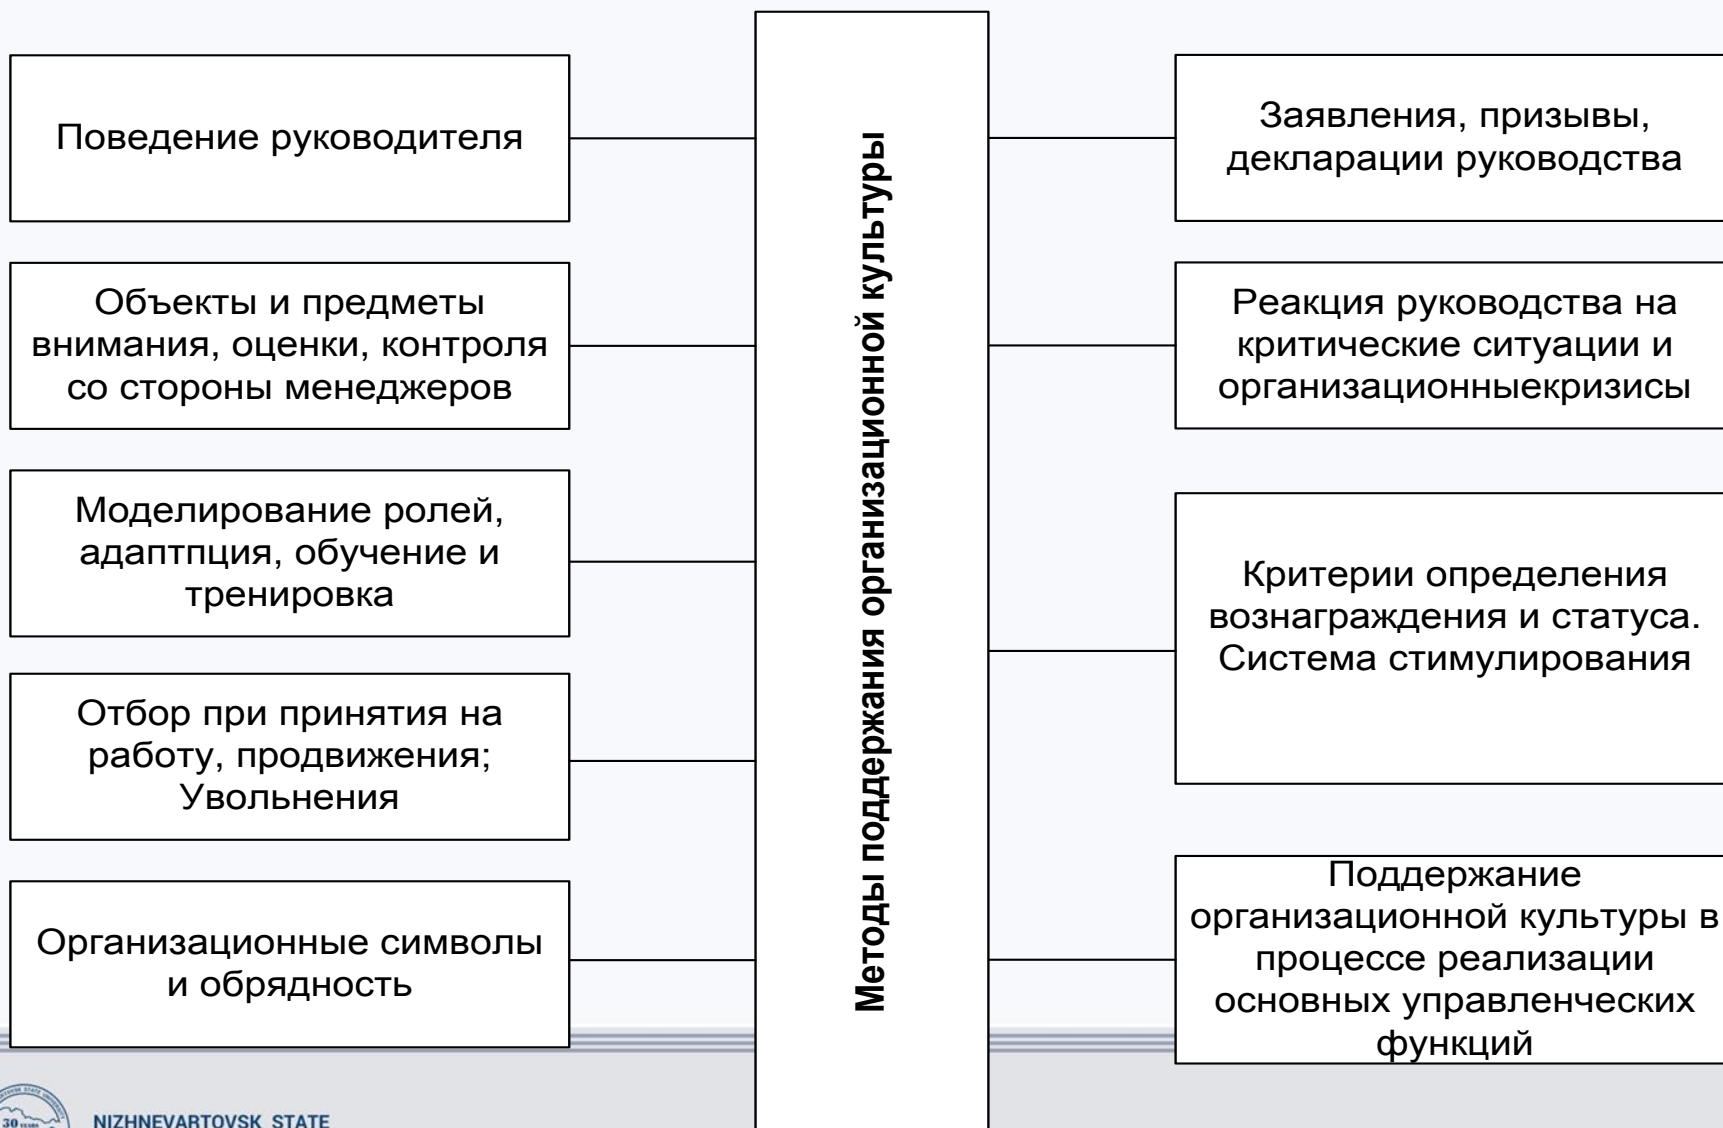 Поведение руководителя
Объекты и предметы
внимания, оценки, контроля
со стороны менеджеров
Моделирование ролей,
адаптпция, обучение и
тренировка
Отбор при принятия на
работу, продвижения;
Увольнения
Организационные символы
и обрядность
Методы поддержания организационной культуры
Заявления, призывы,
декларации руководства
Реакция руководства на
критические ситуации и
организационныекризисы
Критерии определения
вознаграждения и статуса.
Система стимулирования
Поддержание
организационной культуры в
процессе реализации
основных управленческих
функций
30 YEARS
NIZHNEVARTOVSK STATE